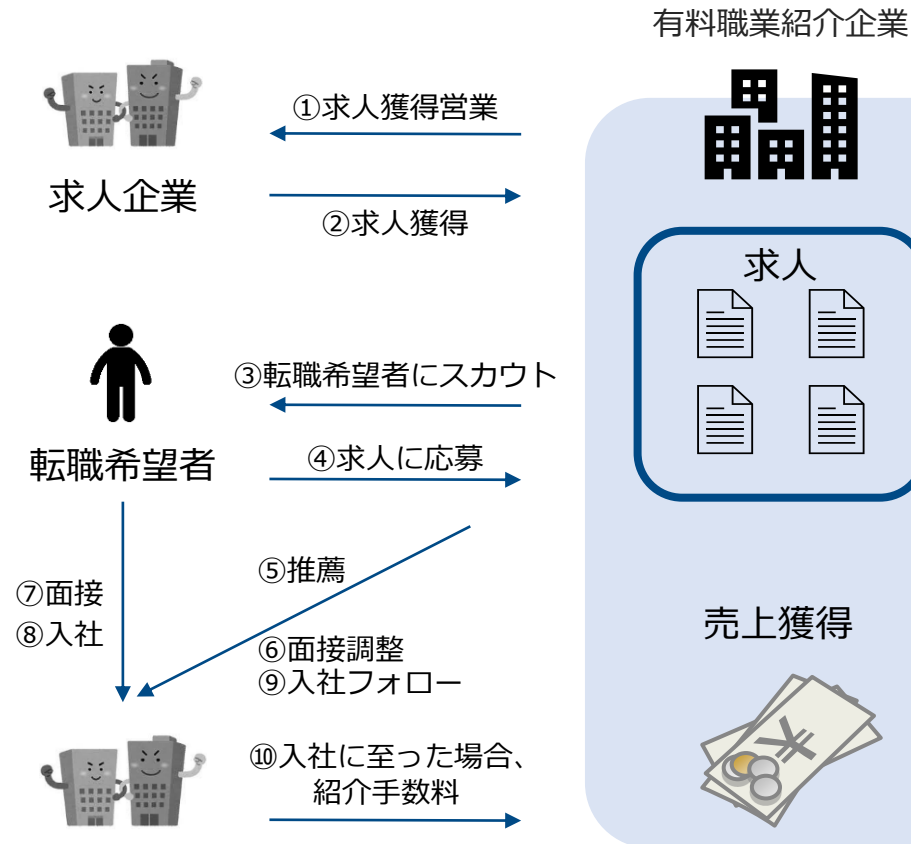 有料職業紹介企業
①求人獲得営業
求人企業
②求人獲得
求人
③転職希望者にスカウト
転職希望者
④求人に応募
⑤推薦
⑦面接
⑧入社
売上獲得
⑥面接調整
⑨入社フォロー
⑩入社に至った場合、
紹介手数料